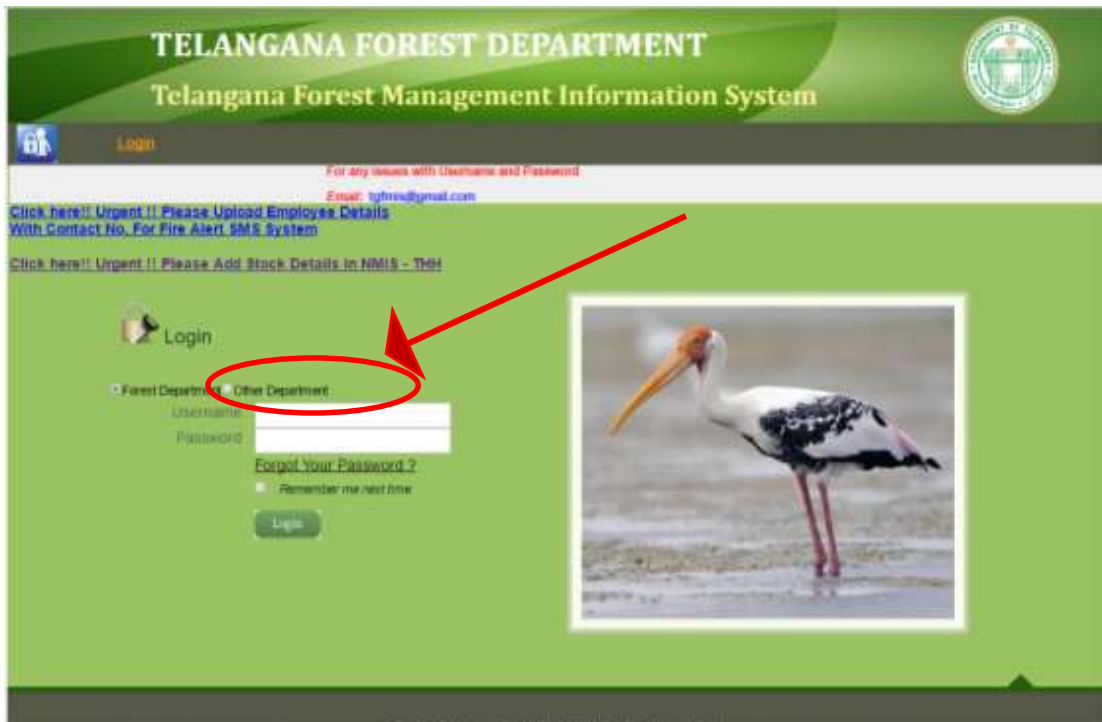 TELANGANA FOREST DEPARTMENT
Telangana Forest Management Information System
Login
For any issues with Username and Password
Email: tgfmis@gmail.com
Click here!! Urgent !! Please Upload Employee Details
With Contact No. For Fire Alert SMS System
Click here!! Urgent !! Please Add Stock Details in NMIS - THH
Login
Forest Department Other Department
Username
Password
Forgot Your Password ?
Remember me next time
Login